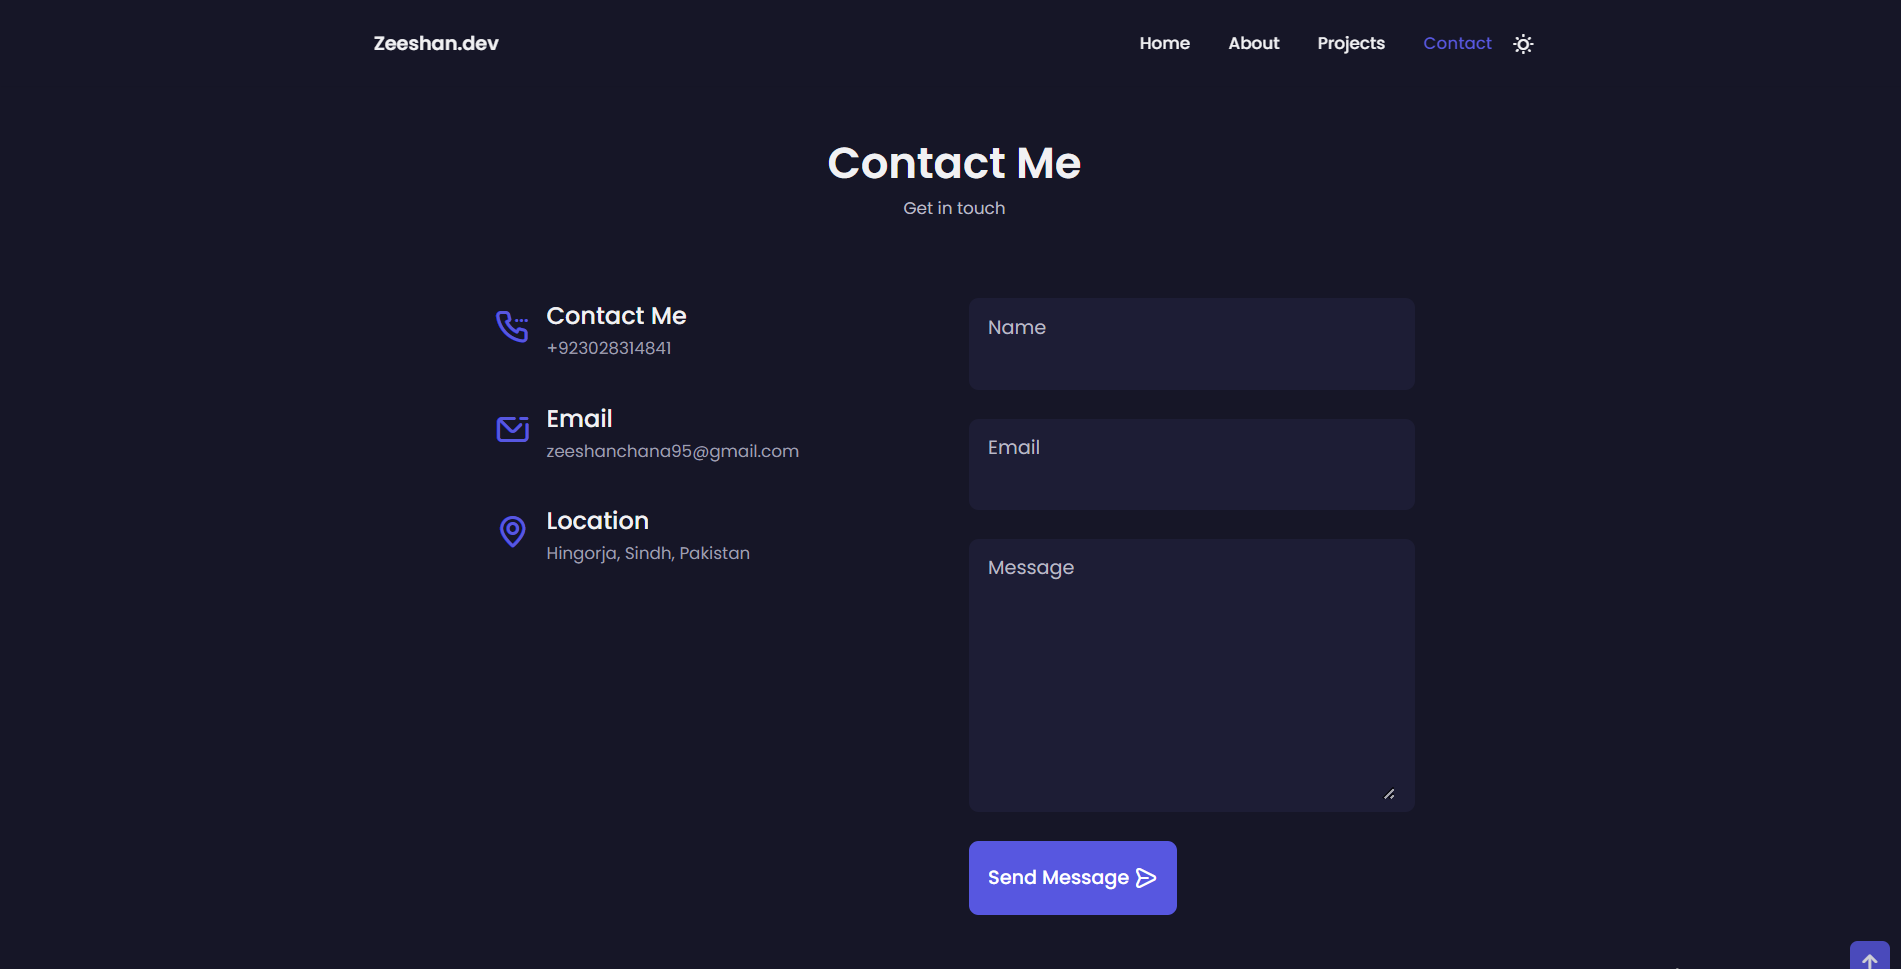 Zeeshan.dev
Home About Projects Contact
Contact Me
Get in touch
Contact Me
+923028314841
Email
zeeshanchana95@gmail.com
Location
Hingorja, Sindh, Pakistan
Name
Email
Message
Send Message